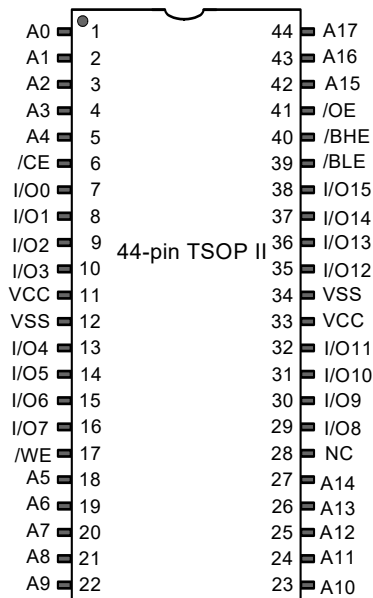 A0 1 44 A17
A1 2 43 A16
A2 3 42 A15
A3 4 41 /OE
A4 5 40 /BHE
/CE 6 39 /BLE
I/O0 7 38 I/O15
I/O1 8 37 I/O14
I/O2 9 36 I/O13
44-pin TSOP II
I/O3 10 35 I/O12
VCC 11 34 VSS
VSS 12 33 VCC
I/O4 13 32 I/O11
I/O5 14 31 I/O10
I/O6 15 30 I/O9
I/O7 16 29 I/O8
/WE 17 28 NC
A5 18 27 A14
A6 19 26 A13
A7 20 25 A12
A8 21 24 A11
A9 22 23 A10